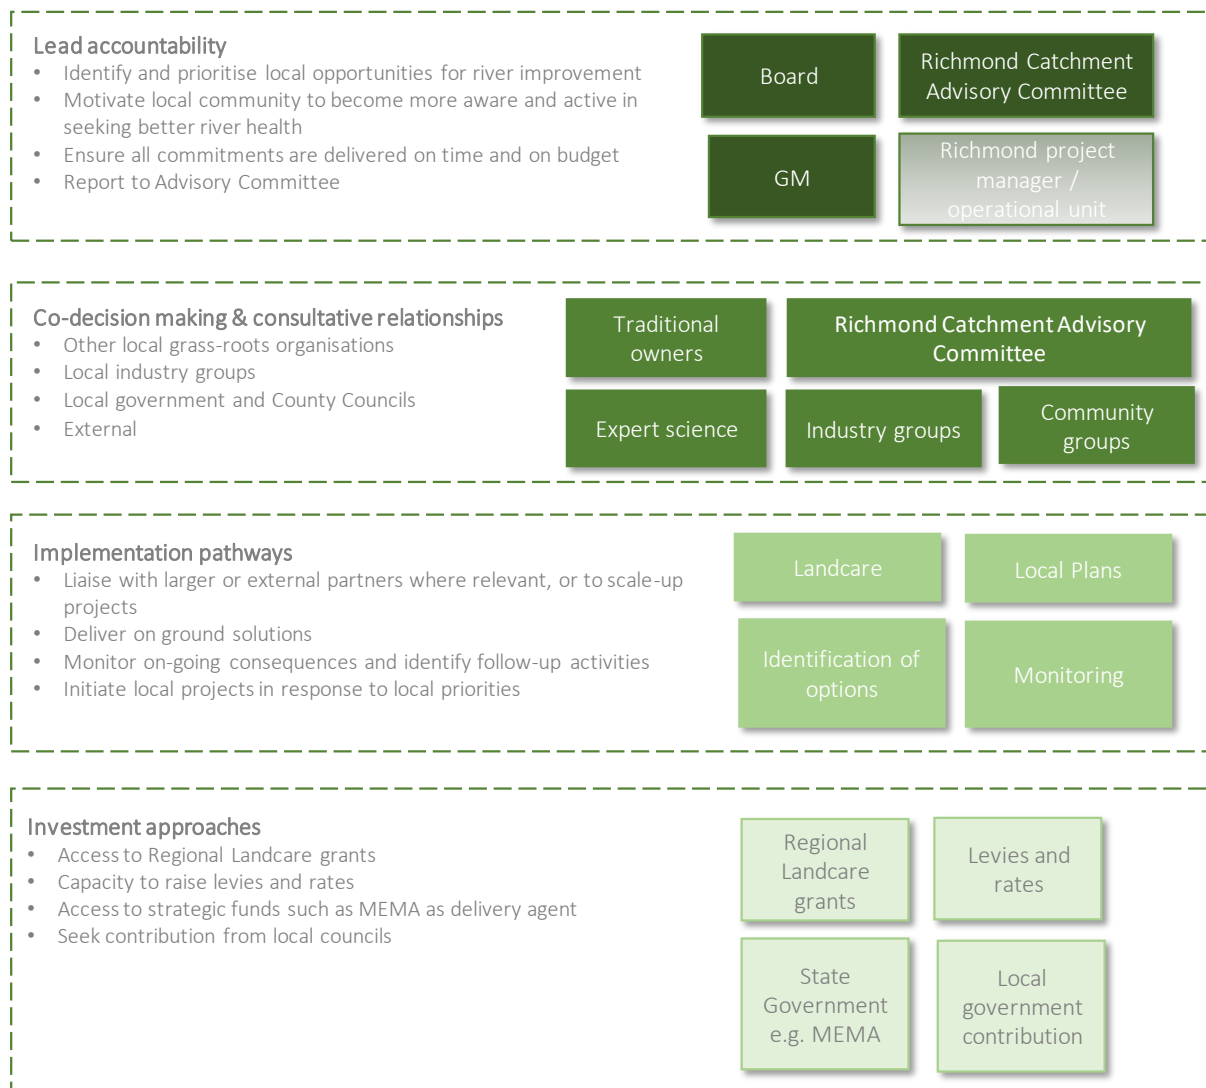 Lead accountability
• Identify and prioritise local opportunities for river improvement
• Motivate local community to become more aware and active in
seeking better river health
• Ensure all commitments are delivered on time and on budget
• Report to Advisory Committee
Board
Richmond Catchment
Advisory Committee
GM
Richmond project
manager /
operational unit
Co-decision making & consultative relationships
• Other local grass-roots organisations
• Local industry groups
• Local government and County Councils
• External
Traditional
owners
Richmond Catchment Advisory
Committee
Expert science
Industry groups
Community
groups
Implementation pathways
• Liaise with larger or external partners where relevant, or to scale-up
projects
• Deliver on ground solutions
• Monitor on-going consequences and identify follow-up activities
• Initiate local projects in response to local priorities
Landcare
Local Plans
Identification of
options
Monitoring
Investment approaches
• Access to Regional Landcare grants
• Capacity to raise levies and rates
• Access to strategic funds such as MEMA as delivery agent
• Seek contribution from local councils
Regional
Landcare
grants
Levies and
rates
State
Government
e.g. MEMA
Local
government
contribution